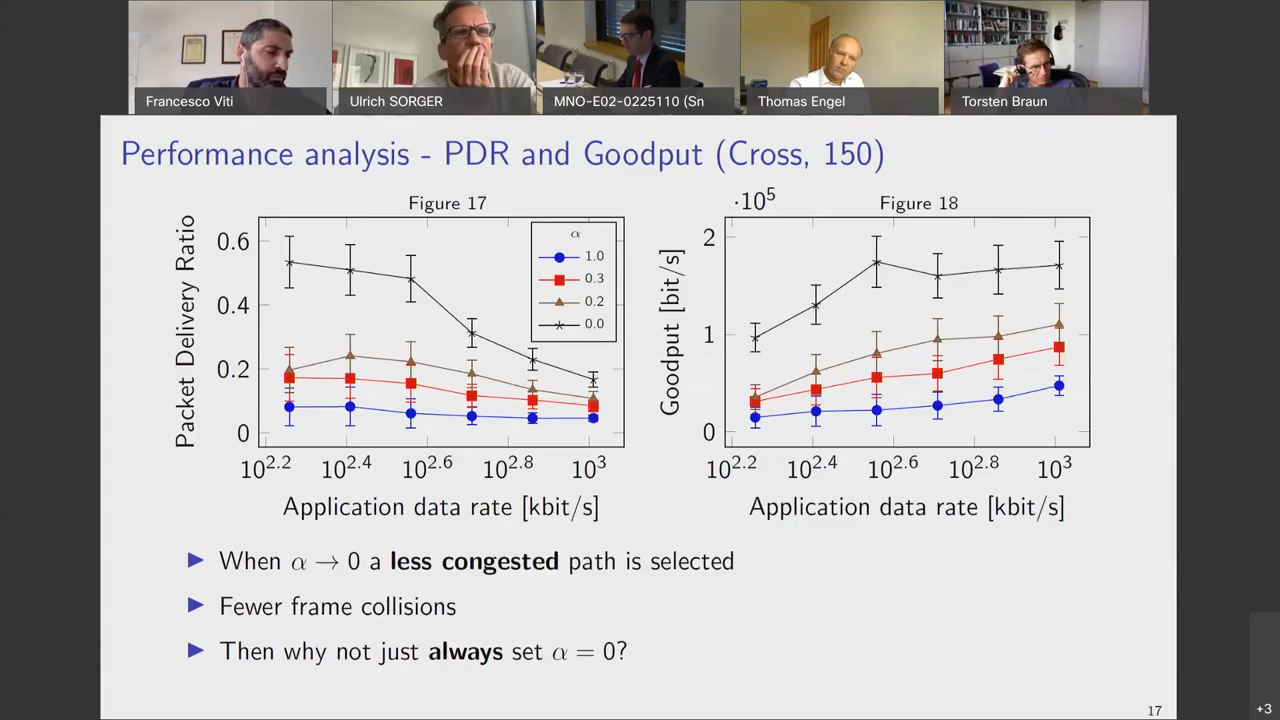 Francesco Viti
Ulrich SORGER
MNO-E02-0225110 (Sn
Thomas Engel
Torsten Braun
Performance analysis - PDR and Goodput (Cross, 150)
Figure 17
Packet Delivery Ratio
0.6
0.4
0.2
0
α
1.0
0.3
0.2
0.0
10^2.2 10^2.4 10^2.6 10^2.8 10^3
Application data rate [kbit/s]
·10^5
Figure 18
Goodput [bit/s]
2
1
0
10^2.2 10^2.4 10^2.6 10^2.8 10^3
Application data rate [kbit/s]
▶ When α → 0 a less congested path is selected
▶ Fewer frame collisions
▶ Then why not just always set α = 0?
17
+3